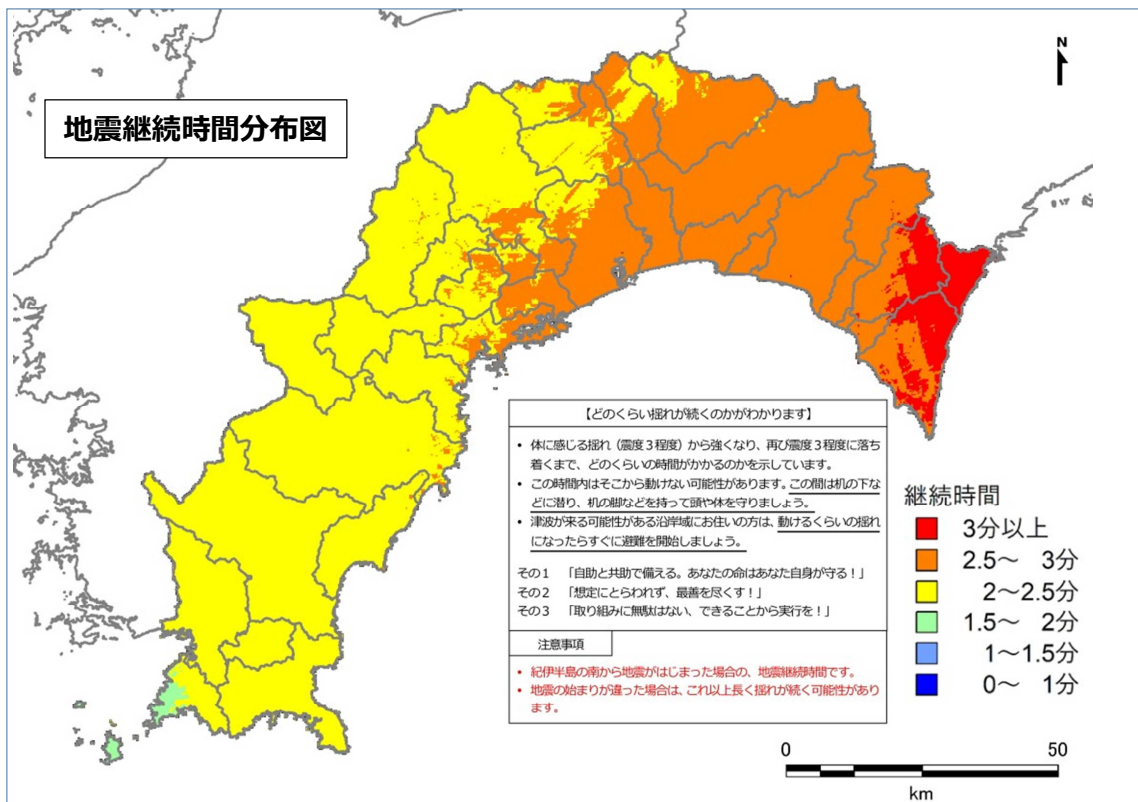 地震継続時間分布図
N
【どのくらい揺れが続くのかがわかります】
• 体に感じる揺れ（震度３程度）から強くなり、再び震度３程度に落ち
着くまで、どのくらいの時間がかかるのかを示しています。
• この時間内はそこから動けない可能性があります。この間は机の下な
どに潜り、机の脚などを持って頭や体を守りましょう。
• 津波が来る可能性がある沿岸域にお住いの方は、動けるくらいの揺れ
になったらすぐに避難を開始しましょう。
その１ 「自助と共助で備える。あなたの命はあなた自身が守る！」
その２ 「想定にとらわれず、最善を尽くす！」
その３ 「取り組みに無駄はない、できることから実行を！」
注意事項
• 紀伊半島の南から地震がはじまった場合の、地震継続時間です。
• 地震の始まりが違った場合は、これ以上長く揺れが続く可能性があり
ます。
継続時間
3分以上
2.5～ 3分
2～2.5分
1.5～ 2分
1～1.5分
0～ 1分
0 50
km